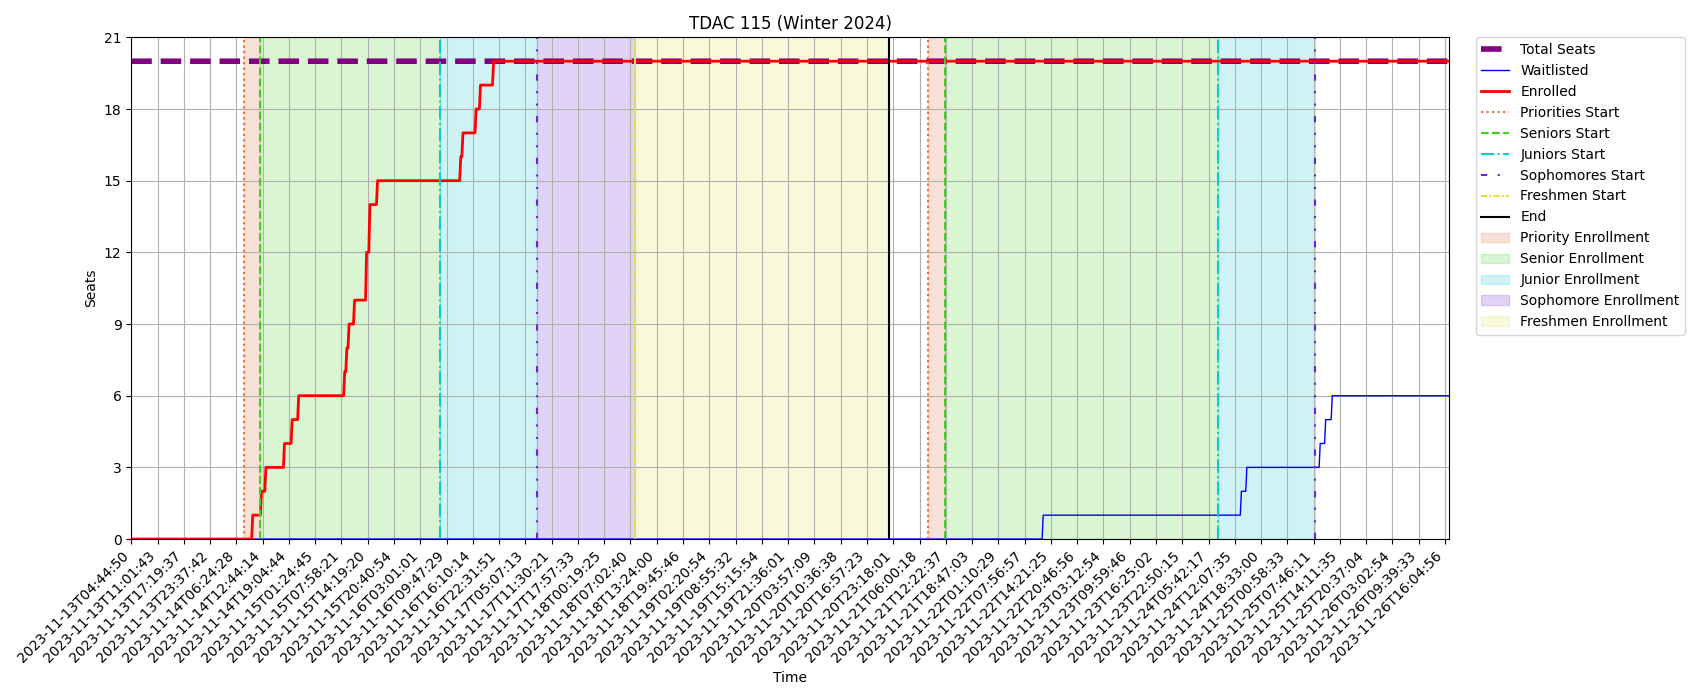 TDAC 115 (Winter 2024)
21
18
15
12
9
6
3
0
Seats
2023-11-13T04:44:50
2023-11-13T11:01:43
2023-11-13T17:19:37
2023-11-13T23:37:42
2023-11-14T06:24:28
2023-11-14T12:44:14
2023-11-14T19:04:44
2023-11-15T01:24:45
2023-11-15T07:58:21
2023-11-15T14:19:20
2023-11-15T20:40:54
2023-11-16T03:01:01
2023-11-16T09:47:29
2023-11-16T16:10:14
2023-11-16T22:31:51
2023-11-17T05:07:13
2023-11-17T11:30:21
2023-11-17T17:57:33
2023-11-18T00:19:25
2023-11-18T07:02:40
2023-11-18T13:24:00
2023-11-18T19:45:46
2023-11-19T02:20:54
2023-11-19T08:55:32
2023-11-19T15:15:54
2023-11-19T21:36:01
2023-11-20T03:57:09
2023-11-20T10:36:38
2023-11-20T16:57:23
2023-11-20T23:18:01
2023-11-21T06:00:18
2023-11-21T12:22:37
2023-11-21T18:47:03
2023-11-22T01:10:29
2023-11-22T07:56:57
2023-11-22T14:21:25
2023-11-22T20:46:56
2023-11-23T03:12:54
2023-11-23T09:59:46
2023-11-23T16:25:02
2023-11-23T22:50:15
2023-11-24T05:42:17
2023-11-24T12:07:35
2023-11-24T18:33:00
2023-11-25T00:58:33
2023-11-25T07:46:11
2023-11-25T14:11:35
2023-11-25T20:37:04
2023-11-26T03:02:54
2023-11-26T09:39:33
2023-11-26T16:04:56
Time
Total Seats
Waitlisted
Enrolled
Priorities Start
Seniors Start
Juniors Start
Sophomores Start
Freshmen Start
End
Priority Enrollment
Senior Enrollment
Junior Enrollment
Sophomore Enrollment
Freshmen Enrollment